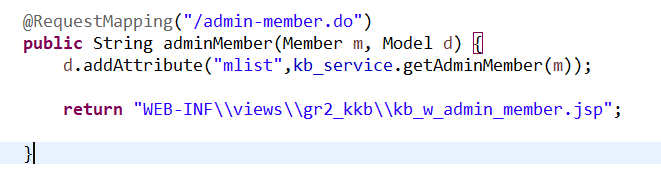 @RequestMapping("/admin-member.do")
public String adminMember(Member m, Model d) {
d.addAttribute("mlist",kb_service.getAdminMember(m));
return "WEB-INF\\views\\gr2_kkb\\kb_w_admin_member.jsp";
}